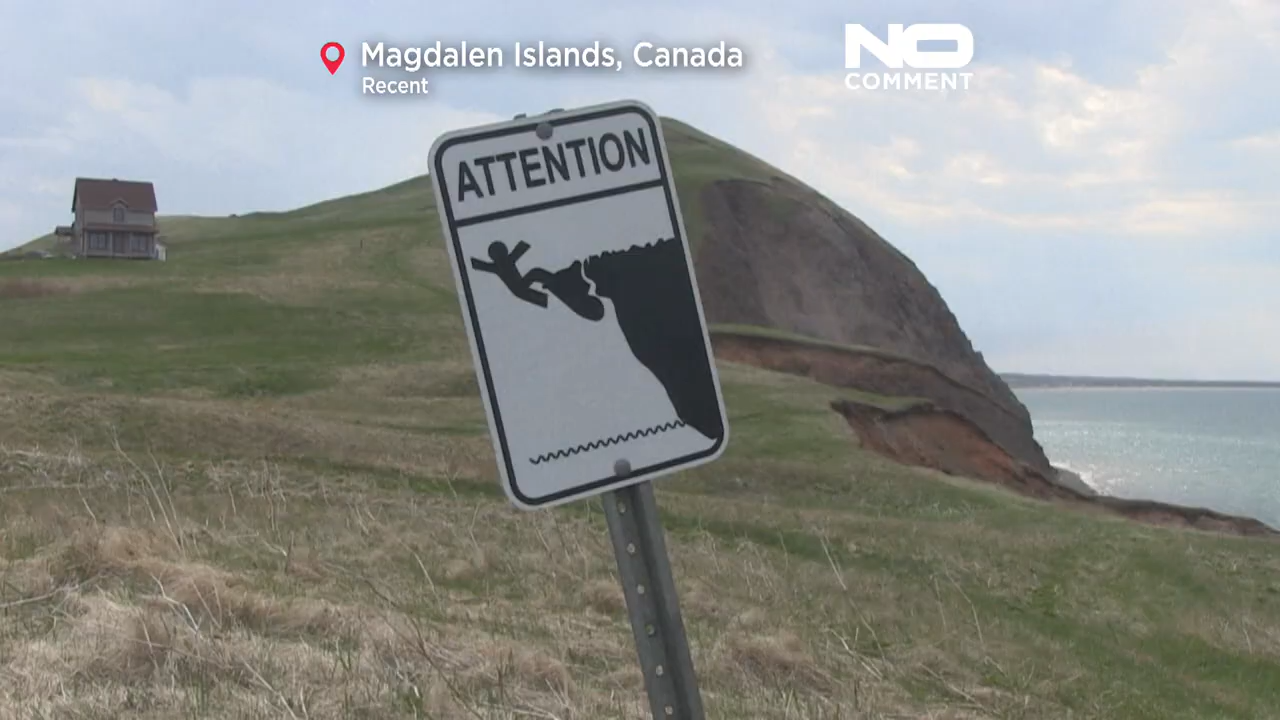 Magdalen Islands, Canada
Recent
NO
COMMENT
ATTENTION